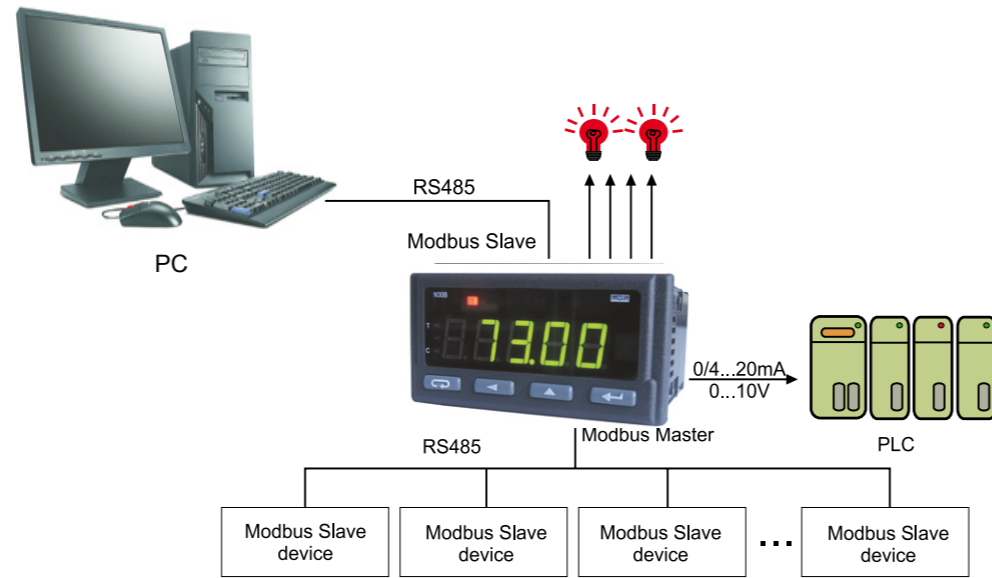 RS485
Modbus Slave
PC
N30B
T
C
73.00
0/4...20mA
0...10V
Modbus Master
PLC
RS485
Modbus Slave
device
Modbus Slave
device
Modbus Slave
device
...
Modbus Slave
device